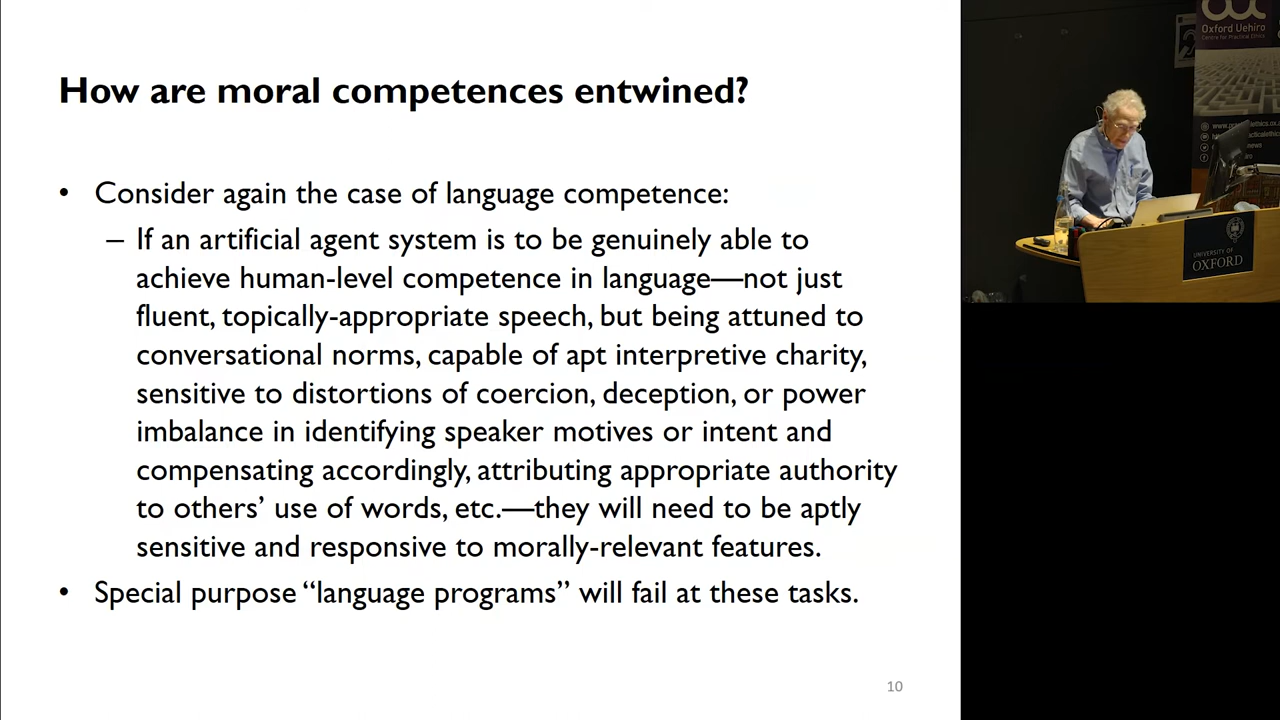 How are moral competences entwined?
• Consider again the case of language competence:
– If an artificial agent system is to be genuinely able to
achieve human-level competence in language—not just
fluent, topically-appropriate speech, but being attuned to
conversational norms, capable of apt interpretive charity,
sensitive to distortions of coercion, deception, or power
imbalance in identifying speaker motives or intent and
compensating accordingly, attributing appropriate authority
to others’ use of words, etc.—they will need to be aptly
sensitive and responsive to morally-relevant features.
• Special purpose “language programs” will fail at these tasks.
10
Oxford Uehiro
Centre for Practical Ethics
UNIVERSITY OF
OXFORD